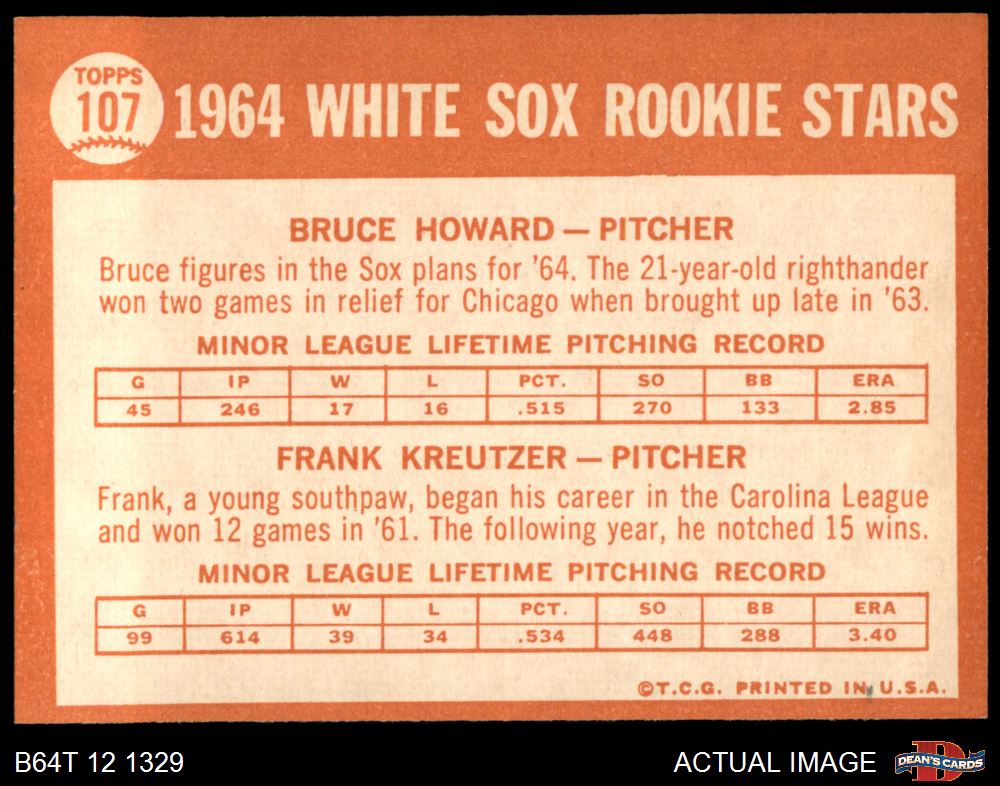 TOPPS
107
1964 WHITE SOX ROOKIE STARS
BRUCE HOWARD — PITCHER
Bruce figures in the Sox plans for '64. The 21-year-old righthander
won two games in relief for Chicago when brought up late in '63.
MINOR LEAGUE LIFETIME PITCHING RECORD
G IP W L PCT. SO BB ERA
45 246 17 16 .515 270 133 2.85
FRANK KREUTZER — PITCHER
Frank, a young southpaw, began his career in the Carolina League
and won 12 games in '61. The following year, he notched 15 wins.
MINOR LEAGUE LIFETIME PITCHING RECORD
G IP W L PCT. SO BB ERA
99 614 39 34 .534 448 288 3.40
©T.C.G. PRINTED IN U.S.A.
B64T 12 1329
ACTUAL IMAGE
D
DEAN'S CARDS